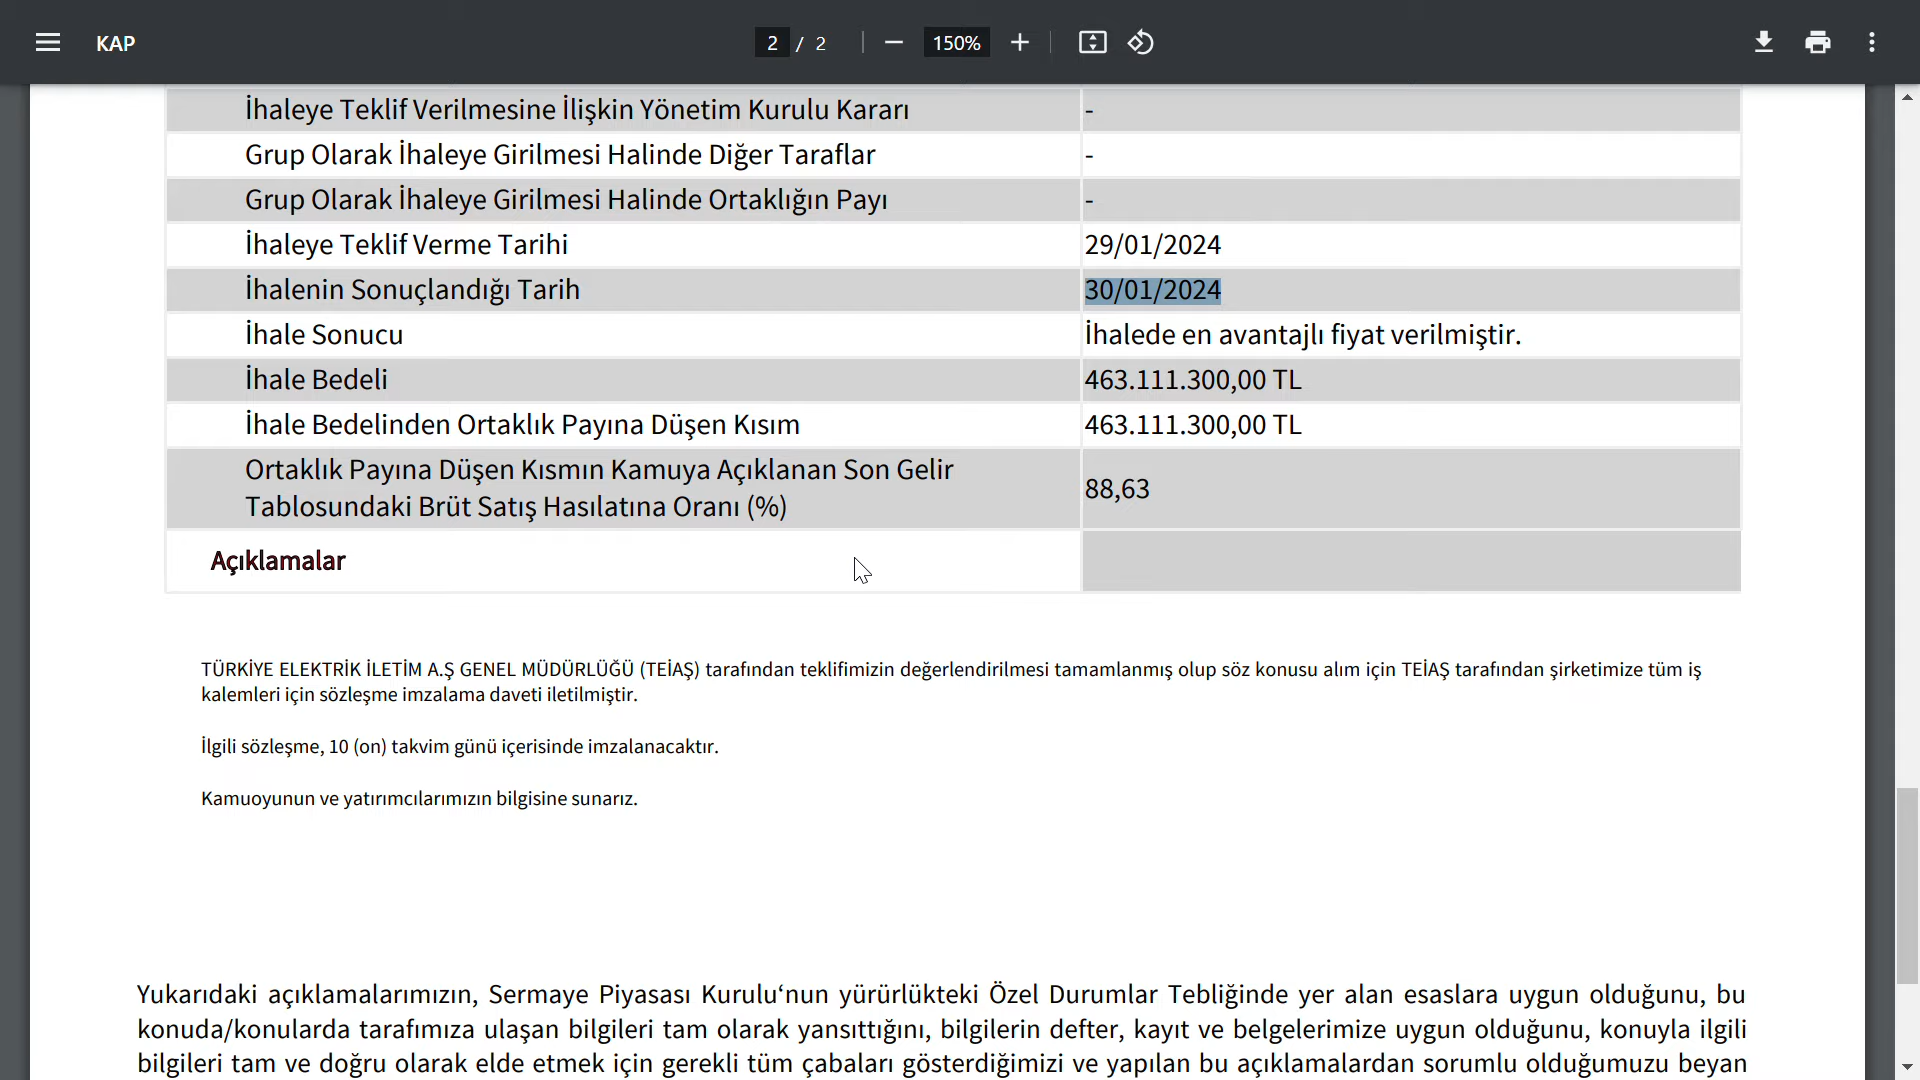 KAP
2 / 2
150%
İhaleye Teklif Verilmesine İlişkin Yönetim Kurulu Kararı
-
Grup Olarak İhaleye Girilmesi Halinde Diğer Taraflar
-
Grup Olarak İhaleye Girilmesi Halinde Ortaklığın Payı
-
İhaleye Teklif Verme Tarihi
29/01/2024
İhalenin Sonuçlandığı Tarih
30/01/2024
İhale Sonucu
İhalede en avantajlı fiyat verilmiştir.
İhale Bedeli
463.111.300,00 TL
İhale Bedelinden Ortaklık Payına Düşen Kısım
463.111.300,00 TL
Ortaklık Payına Düşen Kısmın Kamuya Açıklanan Son Gelir
Tablosundaki Brüt Satış Hasılatına Oranı (%)
88,63
Açıklamalar
TÜRKİYE ELEKTRİK İLETİM A.Ş GENEL MÜDÜRLÜĞÜ (TEİAŞ) tarafından teklifimizin değerlendirilmesi tamamlanmış olup söz konusu alım için TEİAŞ tarafından şirketimize tüm iş
kalemleri için sözleşme imzalama daveti iletilmiştir.
İlgili sözleşme, 10 (on) takvim günü içerisinde imzalanacaktır.
Kamuoyunun ve yatırımcılarımızın bilgisine sunarız.
Yukarıdaki açıklamalarımızın, Sermaye Piyasası Kurulu‘nun yürürlükteki Özel Durumlar Tebliğinde yer alan esaslara uygun olduğunu, bu
konuda/konularda tarafımıza ulaşan bilgileri tam olarak yansıttığını, bilgilerin defter, kayıt ve belgelerimize uygun olduğunu, konuyla ilgili
bilgileri tam ve doğru olarak elde etmek için gerekli tüm çabaları gösterdiğimizi ve yapılan bu açıklamalardan sorumlu olduğumuzu beyan